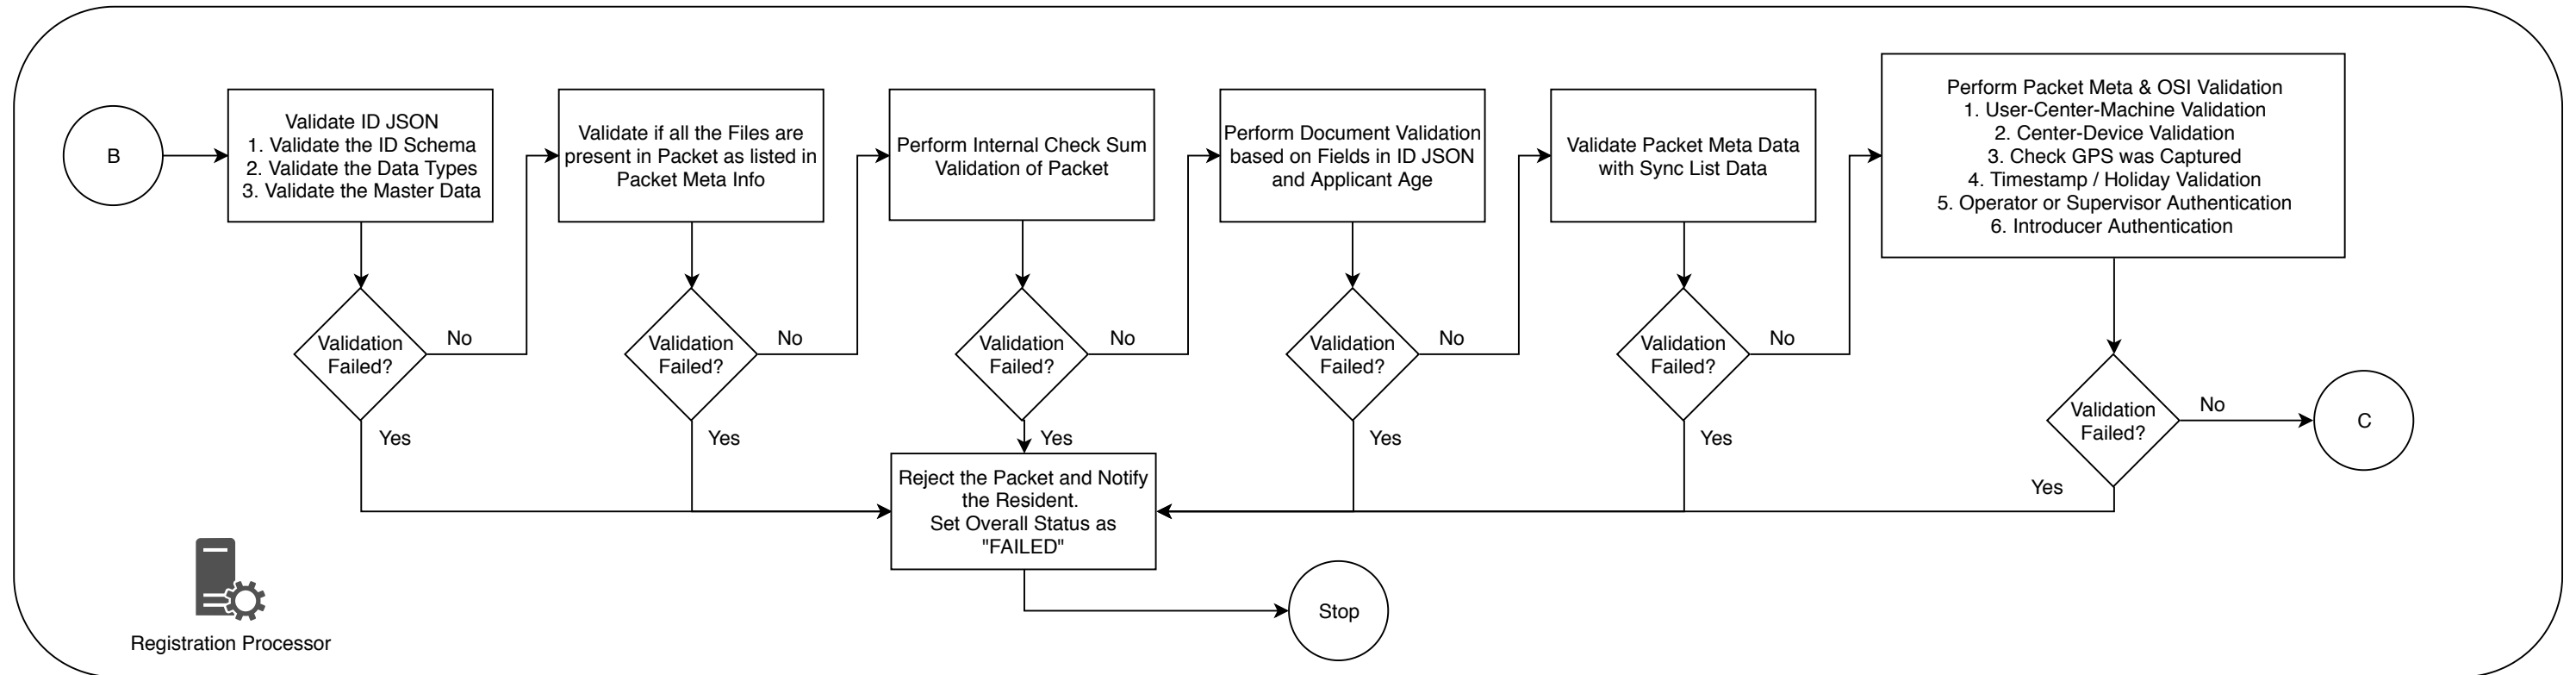 B
Validate ID JSON
1. Validate the ID Schema
2. Validate the Data Types
3. Validate the Master Data
Validate if all the Files are
present in Packet as listed in
Packet Meta Info
Perform Internal Check Sum
Validation of Packet
Perform Document Validation
based on Fields in ID JSON
and Applicant Age
Validate Packet Meta Data
with Sync List Data
Perform Packet Meta & OSI Validation
1. User-Center-Machine Validation
2. Center-Device Validation
3. Check GPS was Captured
4. Timestamp / Holiday Validation
5. Operator or Supervisor Authentication
6. Introducer Authentication
Validation
Failed?
No
Yes
Validation
Failed?
No
Yes
Validation
Failed?
No
Yes
Validation
Failed?
No
Yes
Validation
Failed?
No
Yes
Validation
Failed?
No
Yes
C
Reject the Packet and Notify
the Resident.
Set Overall Status as
"FAILED"
Stop
Registration Processor